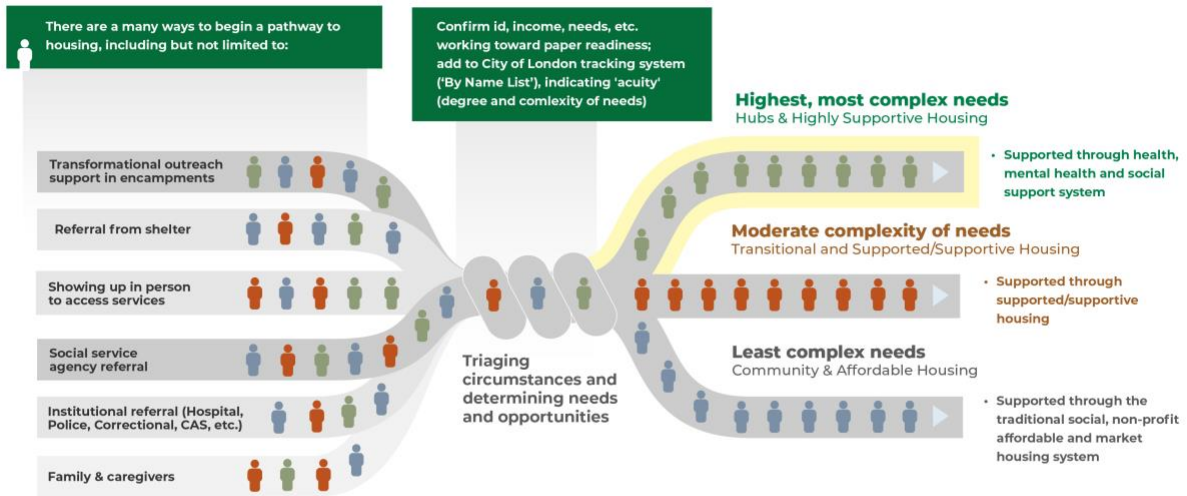 There are a many ways to begin a pathway to
housing, including but not limited to:
Confirm id, income, needs, etc.
working toward paper readiness;
add to City of London tracking system
(‘By Name List’), indicating 'acuity'
(degree and comlexity of needs)
Transformational outreach
support in encampments
Referral from shelter
Showing up in person
to access services
Social service
agency referral
Institutional referral (Hospital,
Police, Correctional, CAS, etc.)
Family & caregivers
Triaging
circumstances and
determining needs
and opportunities
Highest, most complex needs
Hubs & Highly Supportive Housing
• Supported through health,
mental health and social
support system
Moderate complexity of needs
Transitional and Supported/Supportive Housing
• Supported through
supported/supportive
housing
Least complex needs
Community & Affordable Housing
• Supported through the
traditional social, non-profit
affordable and market
housing system